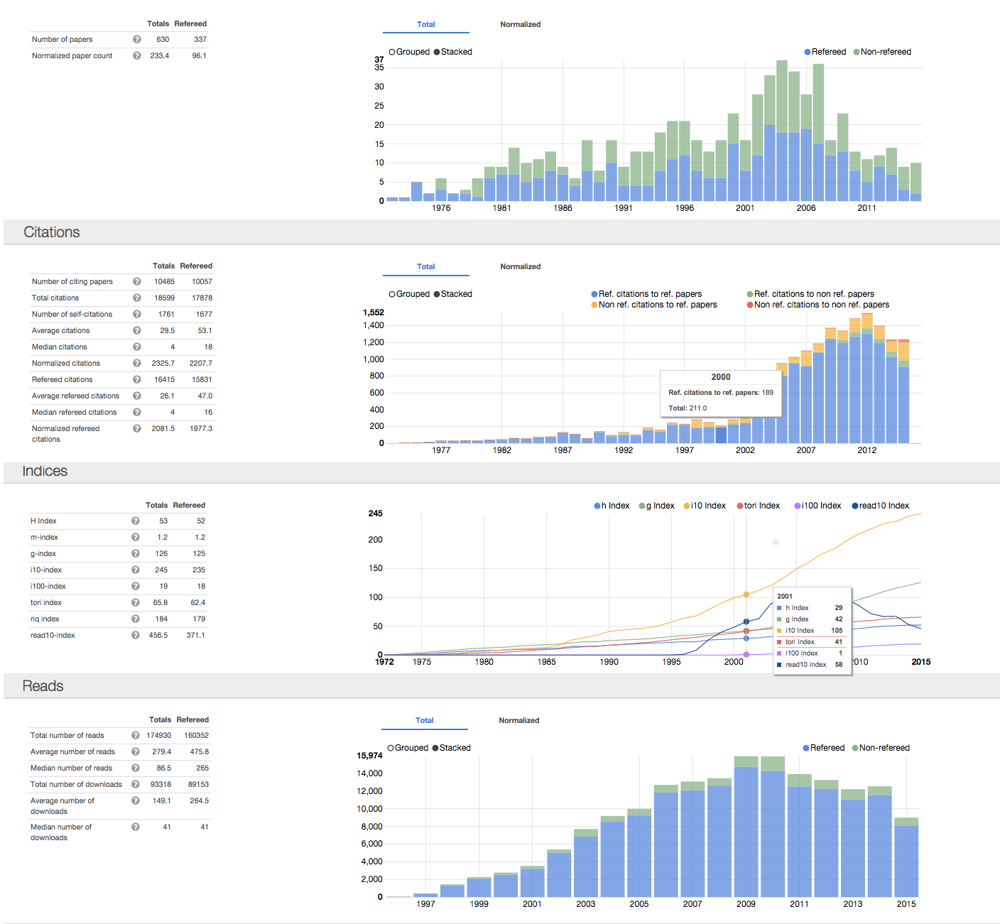 Totals Refereed
Number of papers ? 630 337
Normalized paper count ? 233.4 96.1
Total Normalized
Grouped Stacked Refereed Non-refereed
37
35
30
25
20
15
10
5
0
1976 1981 1986 1991 1996 2001 2006 2011
Citations
Totals Refereed
Number of citing papers ? 10485 10057
Total citations ? 18599 17878
Number of self-citations ? 1761 1677
Average citations ? 29.5 53.1
Median citations ? 4 18
Normalized citations ? 2325.7 2207.7
Refereed citations ? 16415 15831
Average refereed citations ? 26.1 47.0
Median refereed citations ? 4 16
Normalized refereed ? 2081.5 1977.3
citations
Total Normalized
Grouped Stacked Ref. citations to ref. papers Ref. citations to non ref. papers
Non ref. citations to ref. papers Non ref. citations to non ref. papers
1,552
1,400
1,200
1,000
800
600
400
200
0
2000
Ref. citations to ref. papers: 189
Total: 211.0
1977 1982 1987 1992 1997 2002 2007 2012
Indices
Totals Refereed
H Index ? 53 52
m-index ? 1.2 1.2
g-index ? 126 125
i10-index ? 245 235
i100-index ? 19 18
tori index ? 65.8 62.4
riq index ? 184 179
read10-index ? 456.5 371.1
h Index g Index i10 Index tori Index i100 Index read10 Index
245
200
150
100
50
0
2001
h Index 29
g Index 42
i10 Index 105
tori Index 41
i100 Index 1
read10 Index 58
1972 1975 1980 1985 1990 1995 2000 2010 2015
Reads
Totals Refereed
Total number of reads ? 174930 160352
Average number of reads ? 279.4 475.8
Median number of reads ? 86.5 265
Total number of downloads ? 93318 89153
Average number of ? 149.1 264.5
downloads
Median number of ? 41 41
downloads
Total Normalized
Grouped Stacked Refereed Non-refereed
15,974
14,000
12,000
10,000
8,000
6,000
4,000
2,000
0
1997 1999 2001 2003 2005 2007 2009 2011 2013 2015